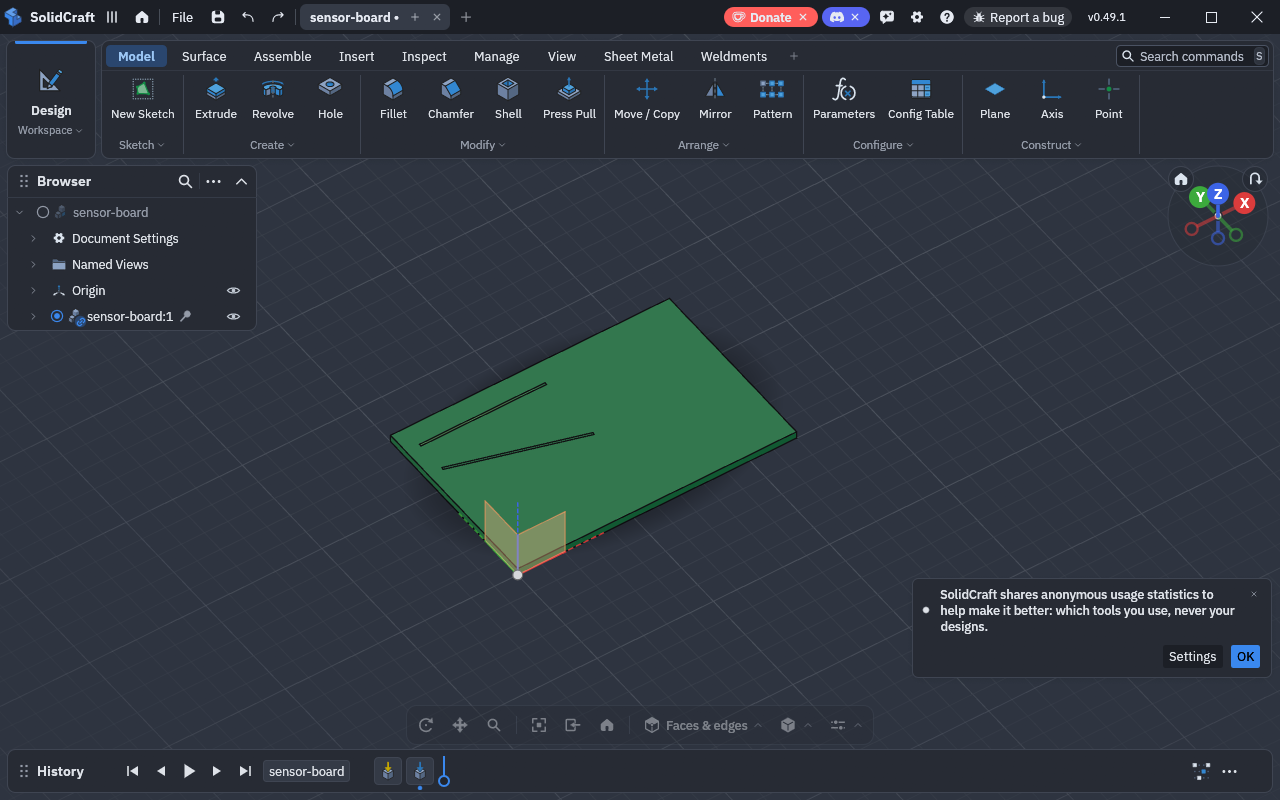 SolidCraft
File
sensor-board •
Donate
Report a bug
v0.49.1
Design
Workspace
Model
Surface
Assemble
Insert
Inspect
Manage
View
Sheet Metal
Weldments
Search commands
S
New Sketch
Extrude
Revolve
Hole
Fillet
Chamfer
Shell
Press Pull
Move / Copy
Mirror
Pattern
Parameters
Config Table
Plane
Axis
Point
Sketch
Create
Modify
Arrange
Configure
Construct
Browser
sensor-board
Document Settings
Named Views
Origin
sensor-board:1
Y
Z
X
SolidCraft shares anonymous usage statistics to
help make it better: which tools you use, never your
designs.
Settings
OK
Faces & edges
History
sensor-board